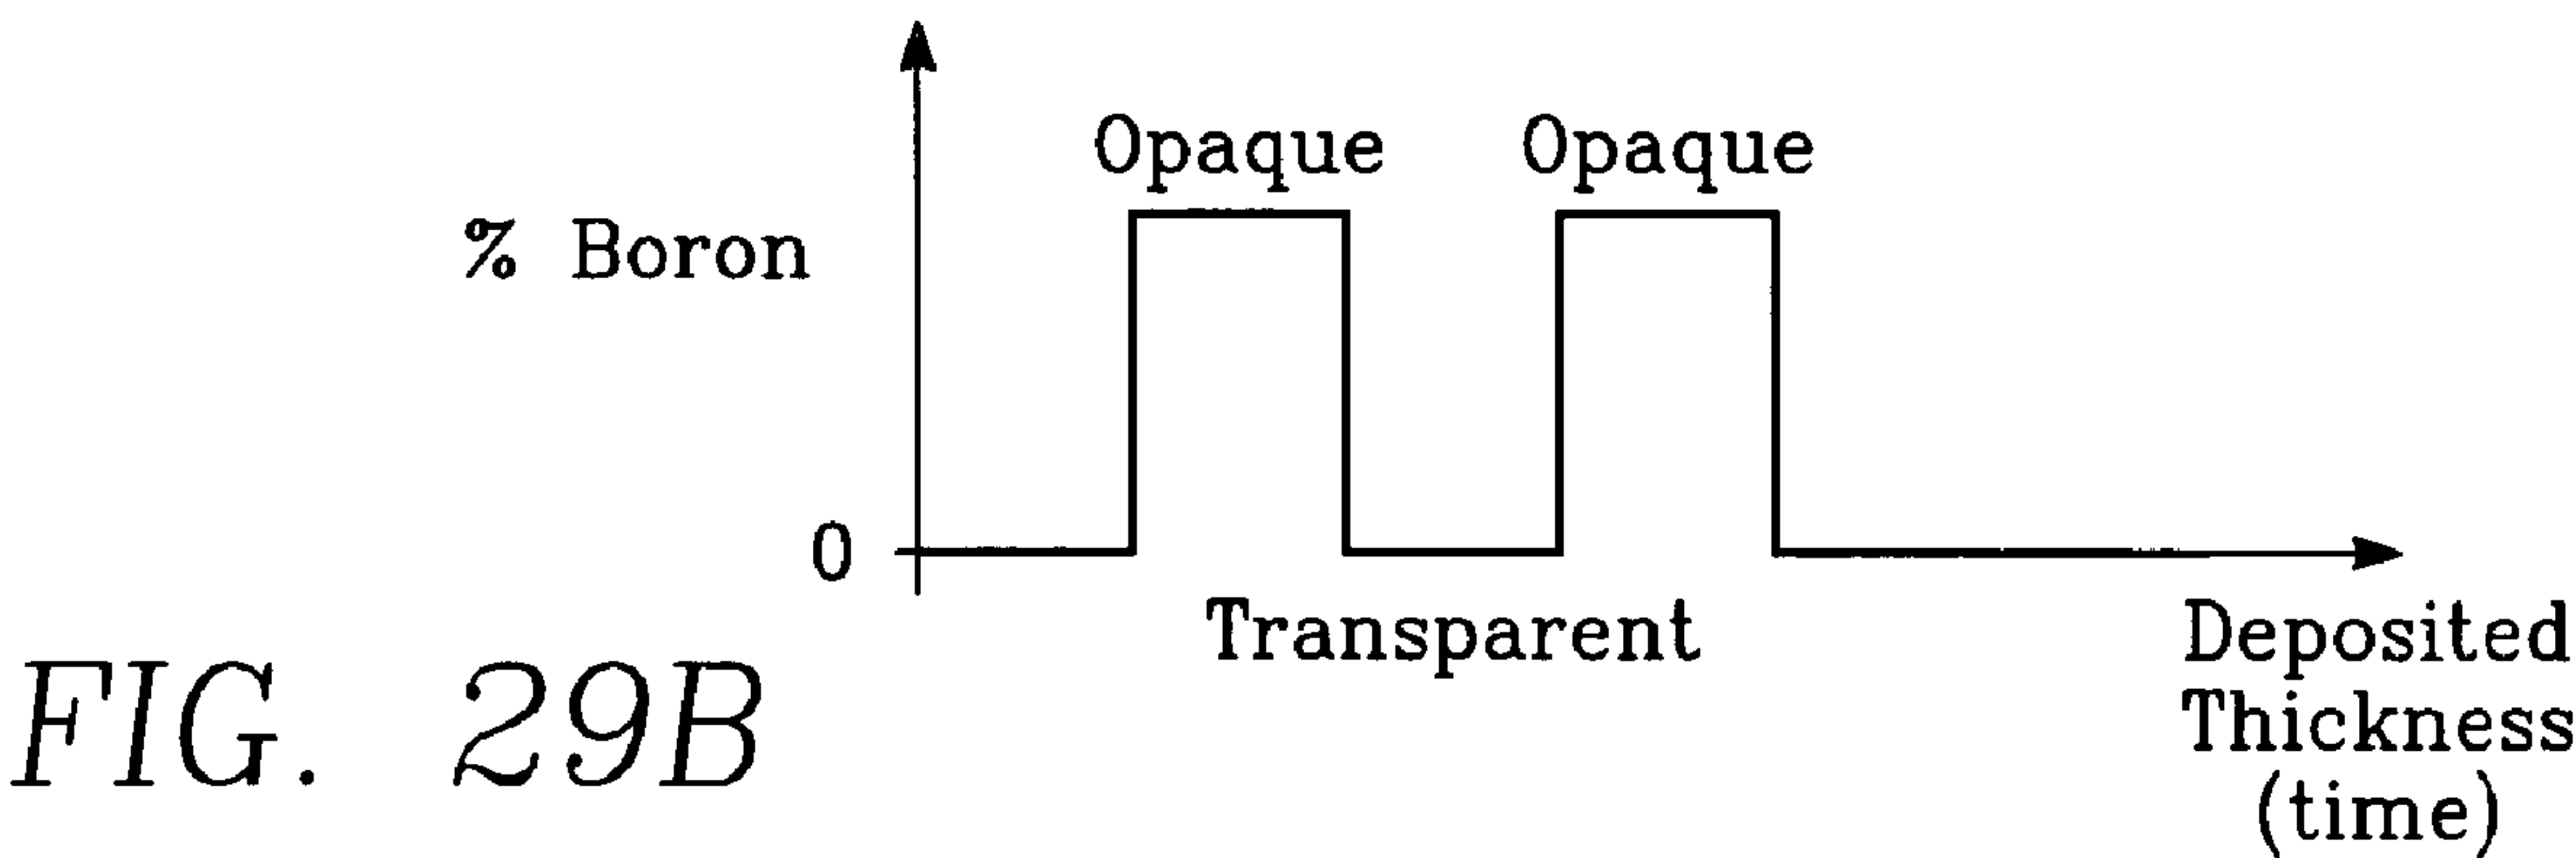 Opaque Opaque
% Boron
0
Transparent
Deposited
Thickness
(time)
FIG. 29B